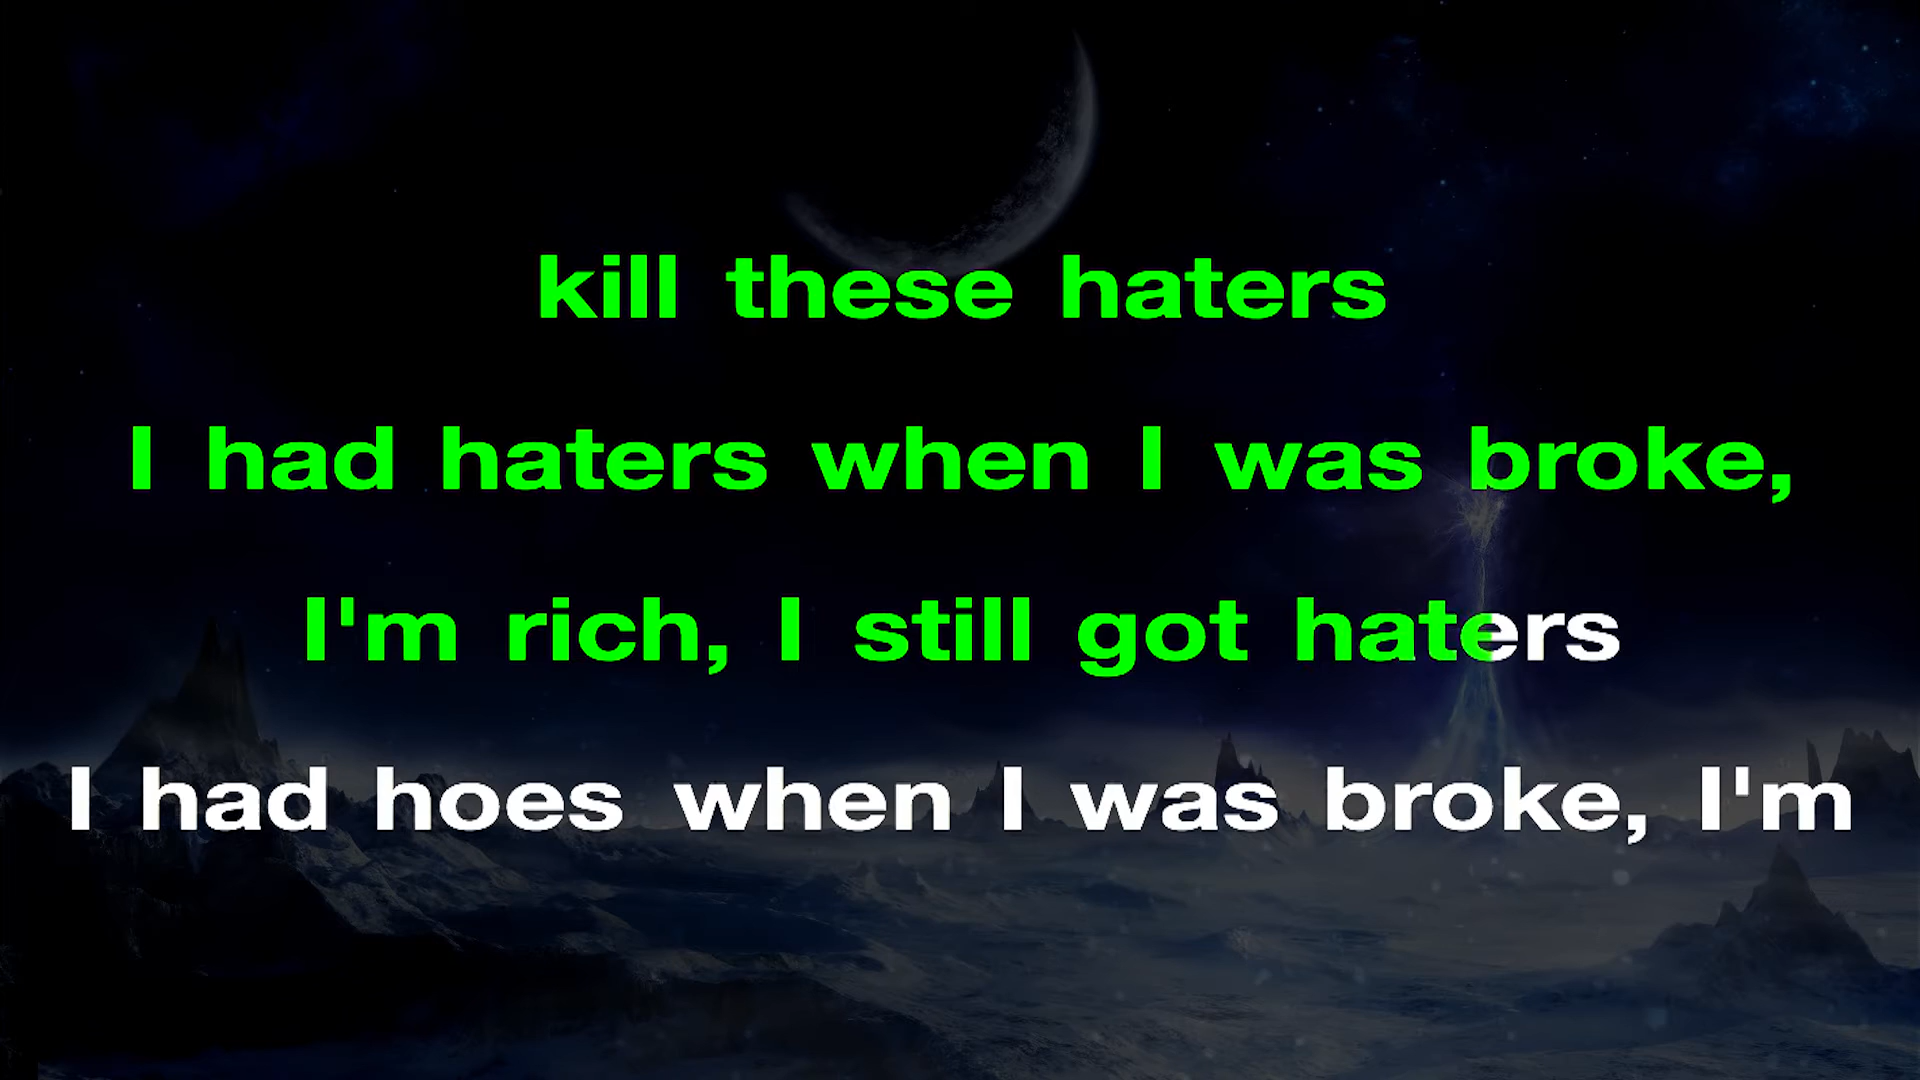 kill these haters
I had haters when I was broke,
I'm rich, I still got haters
I had hoes when I was broke, I'm